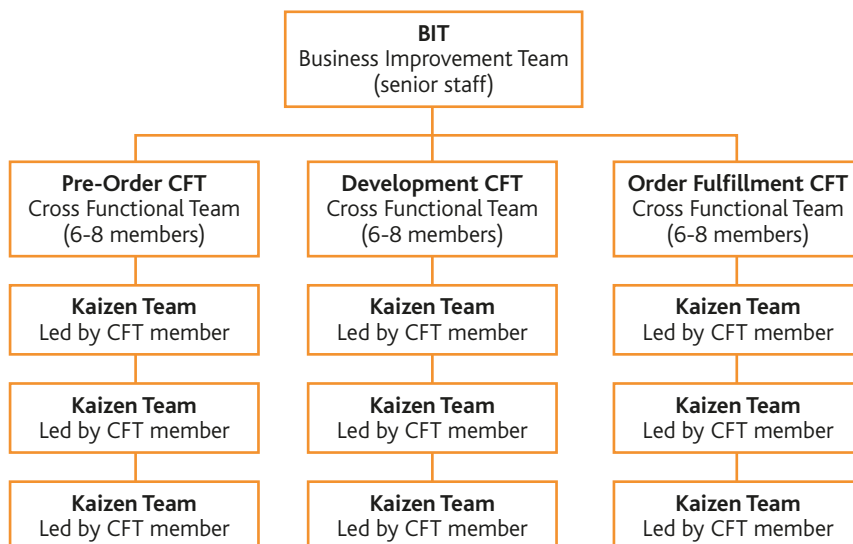 BIT
Business Improvement Team
(senior staff)
Pre-Order CFT
Cross Functional Team
(6-8 members)
Development CFT
Cross Functional Team
(6-8 members)
Order Fulfillment CFT
Cross Functional Team
(6-8 members)
Kaizen Team
Led by CFT member
Kaizen Team
Led by CFT member
Kaizen Team
Led by CFT member
Kaizen Team
Led by CFT member
Kaizen Team
Led by CFT member
Kaizen Team
Led by CFT member
Kaizen Team
Led by CFT member
Kaizen Team
Led by CFT member
Kaizen Team
Led by CFT member